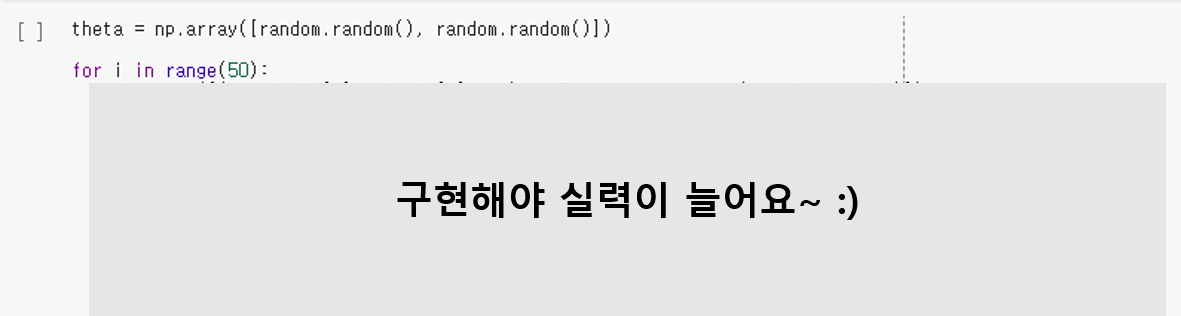 [ ] theta = np.array([random.random(), random.random()])
for i in range(50):
구현해야 실력이 늘어요~ :)